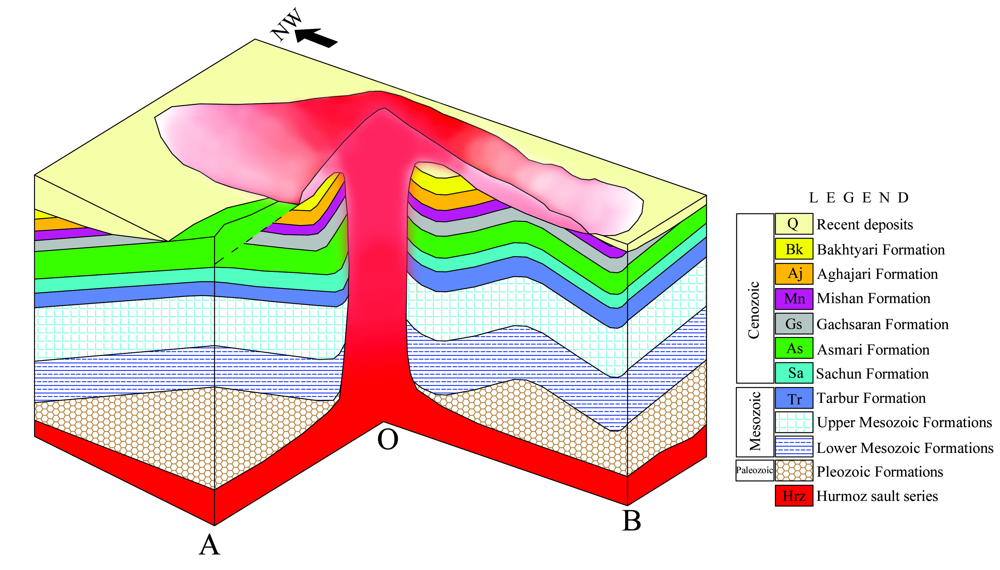 NW
L E G E N D
Q Recent deposits
Bk Bakhtyari Formation
Aj Aghajari Formation
Mn Mishan Formation
Gs Gachsaran Formation
As Asmari Formation
Sa Sachun Formation
Cenozoic
Tr Tarbur Formation
Upper Mesozoic Formations
Lower Mesozoic Formations
Mesozoic
Paleozoic Pleozoic Formations
Hrz Hurmoz sault series
O
B
A